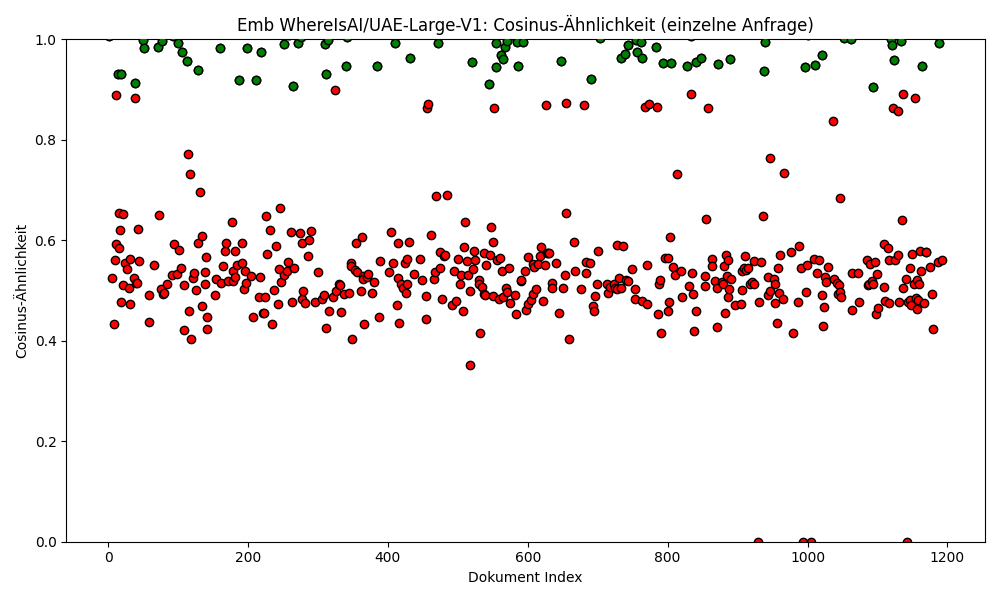 Emb WhereIsAI/UAE-Large-V1: Cosinus-Ähnlichkeit (einzelne Anfrage)
1.0
0.8
0.6
0.4
0.2
0.0
Cosinus-Ähnlichkeit
0 200 400 600 800 1000 1200
Dokument Index